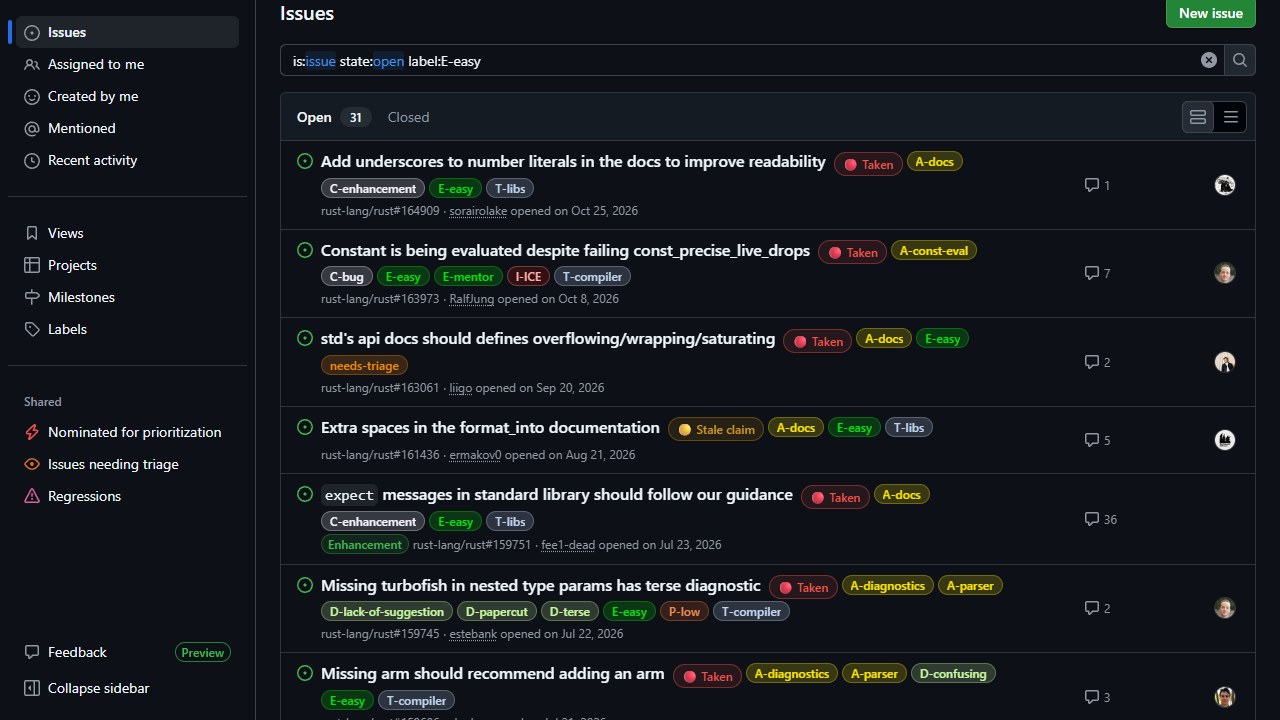 Issues
Assigned to me
Created by me
Mentioned
Recent activity
Views
Projects
Milestones
Labels
Shared
Nominated for prioritization
Issues needing triage
Regressions
Feedback Preview
Collapse sidebar
Issues
New issue
is:issue state:open label:E-easy
Open 31 Closed
Add underscores to number literals in the docs to improve readability Taken A-docs
C-enhancement E-easy T-libs
1
rust-lang/rust#164909 · sorairolake opened on Oct 25, 2026
Constant is being evaluated despite failing const_precise_live_drops Taken A-const-eval
C-bug E-easy E-mentor I-ICE T-compiler
7
rust-lang/rust#163973 · RalfJung opened on Oct 8, 2026
std's api docs should defines overflowing/wrapping/saturating Taken A-docs E-easy
needs-triage
2
rust-lang/rust#163061 · liigo opened on Sep 20, 2026
Extra spaces in the format_into documentation Stale claim A-docs E-easy T-libs
5
rust-lang/rust#161436 · ermakov0 opened on Aug 21, 2026
expect messages in standard library should follow our guidance Taken A-docs
C-enhancement E-easy T-libs
36
Enhancement rust-lang/rust#159751 · fee1-dead opened on Jul 23, 2026
Missing turbofish in nested type params has terse diagnostic Taken A-diagnostics A-parser
D-lack-of-suggestion D-papercut D-terse E-easy P-low T-compiler
2
rust-lang/rust#159745 · estebank opened on Jul 22, 2026
Missing arm should recommend adding an arm Taken A-diagnostics A-parser D-confusing
E-easy T-compiler
3